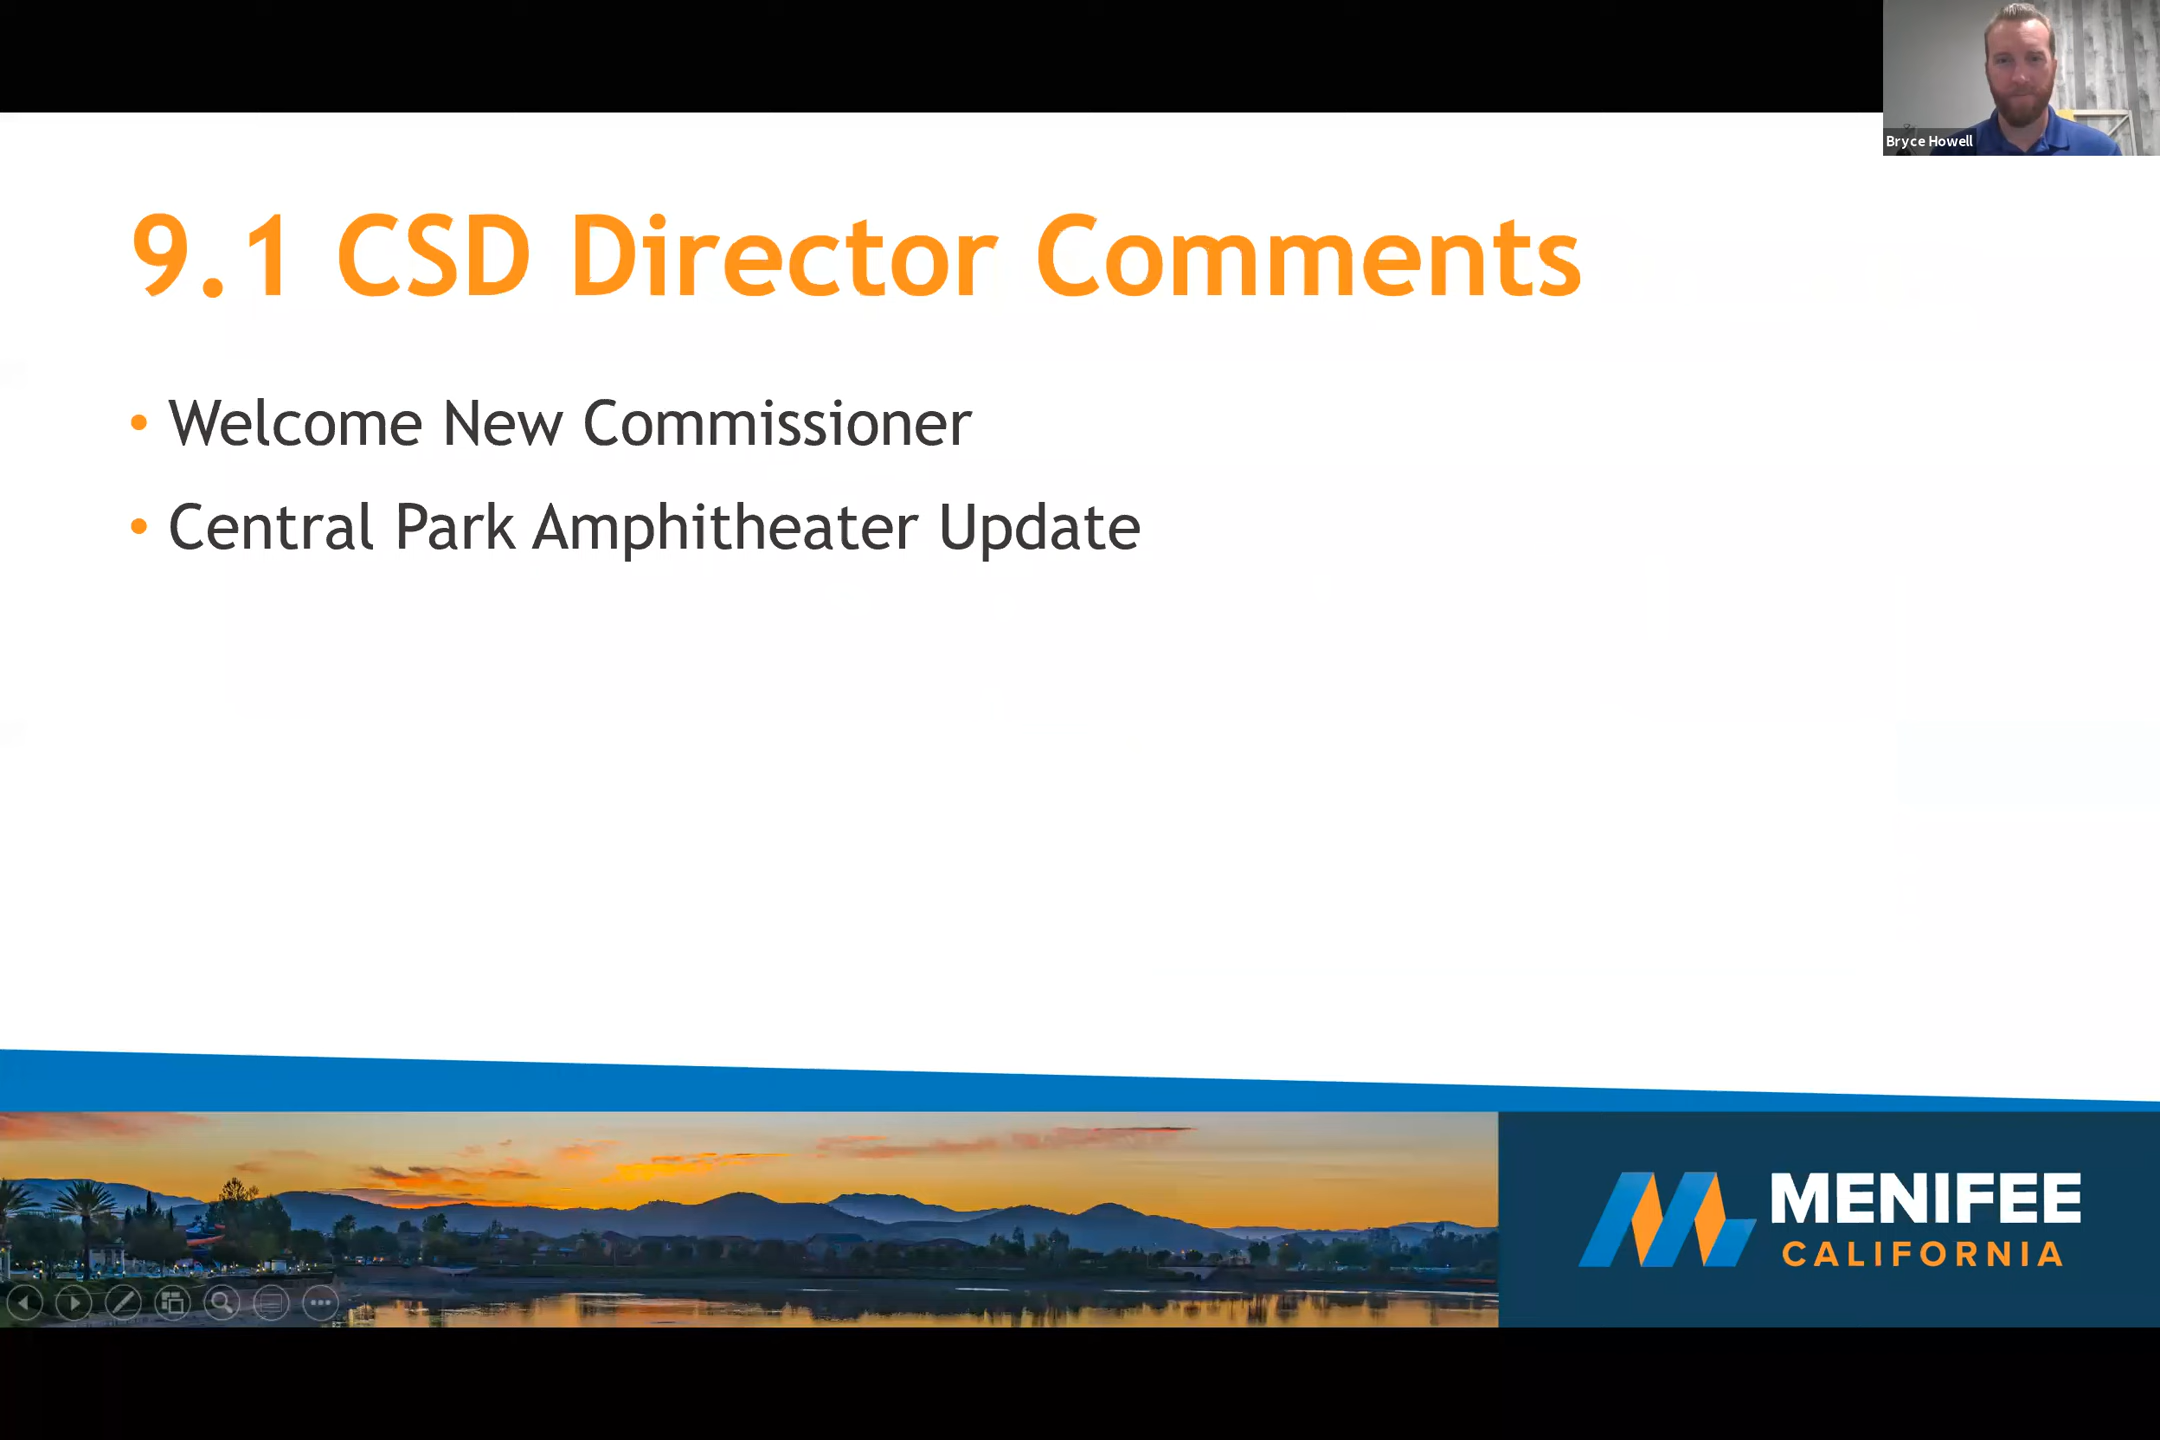 Bryce Howell
9.1 CSD Director Comments
• Welcome New Commissioner
• Central Park Amphitheater Update
MENIFEE
CALIFORNIA